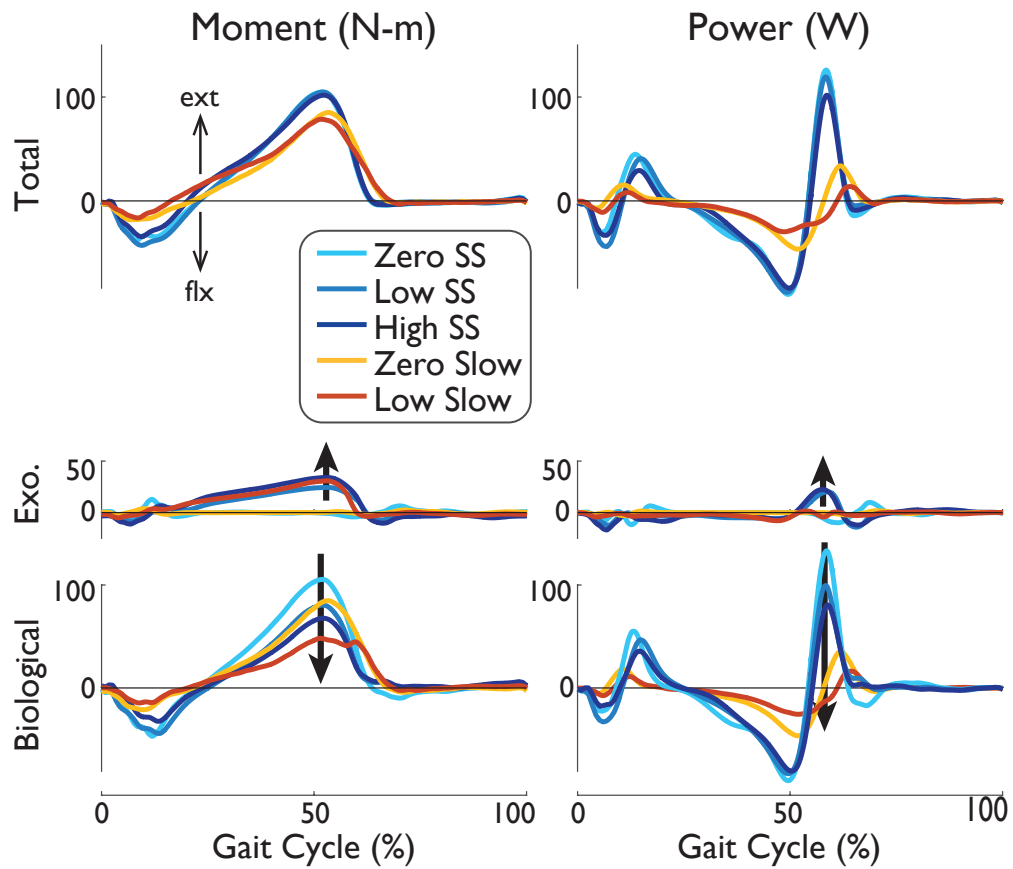 Moment (N-m)
Power (W)
Total
100
0
ext
flx
100
0
Zero SS
Low SS
High SS
Zero Slow
Low Slow
Exo.
50
0
50
0
Biological
100
0
100
0
0
50
100
0
50
100
Gait Cycle (%)
Gait Cycle (%)